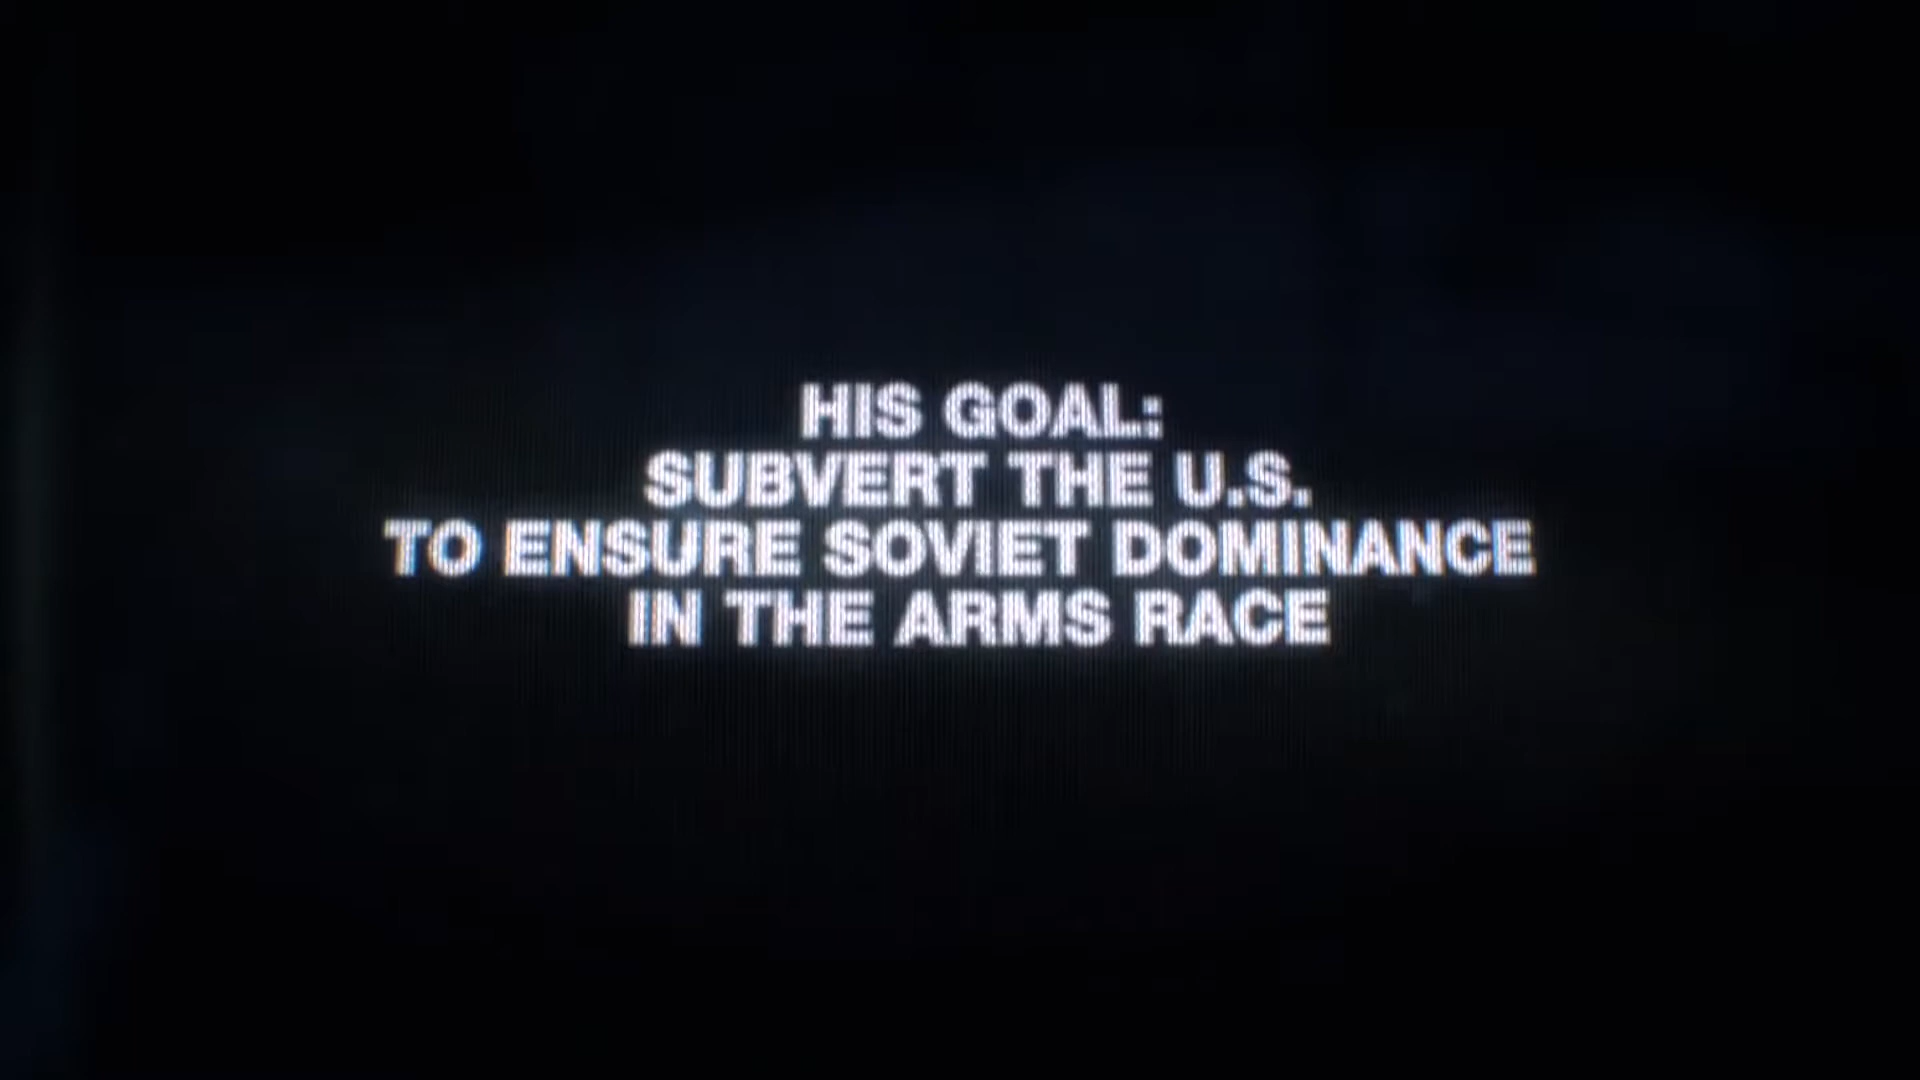 HIS GOAL:
SUBVERT THE U.S.
TO ENSURE SOVIET DOMINANCE
IN THE ARMS RACE